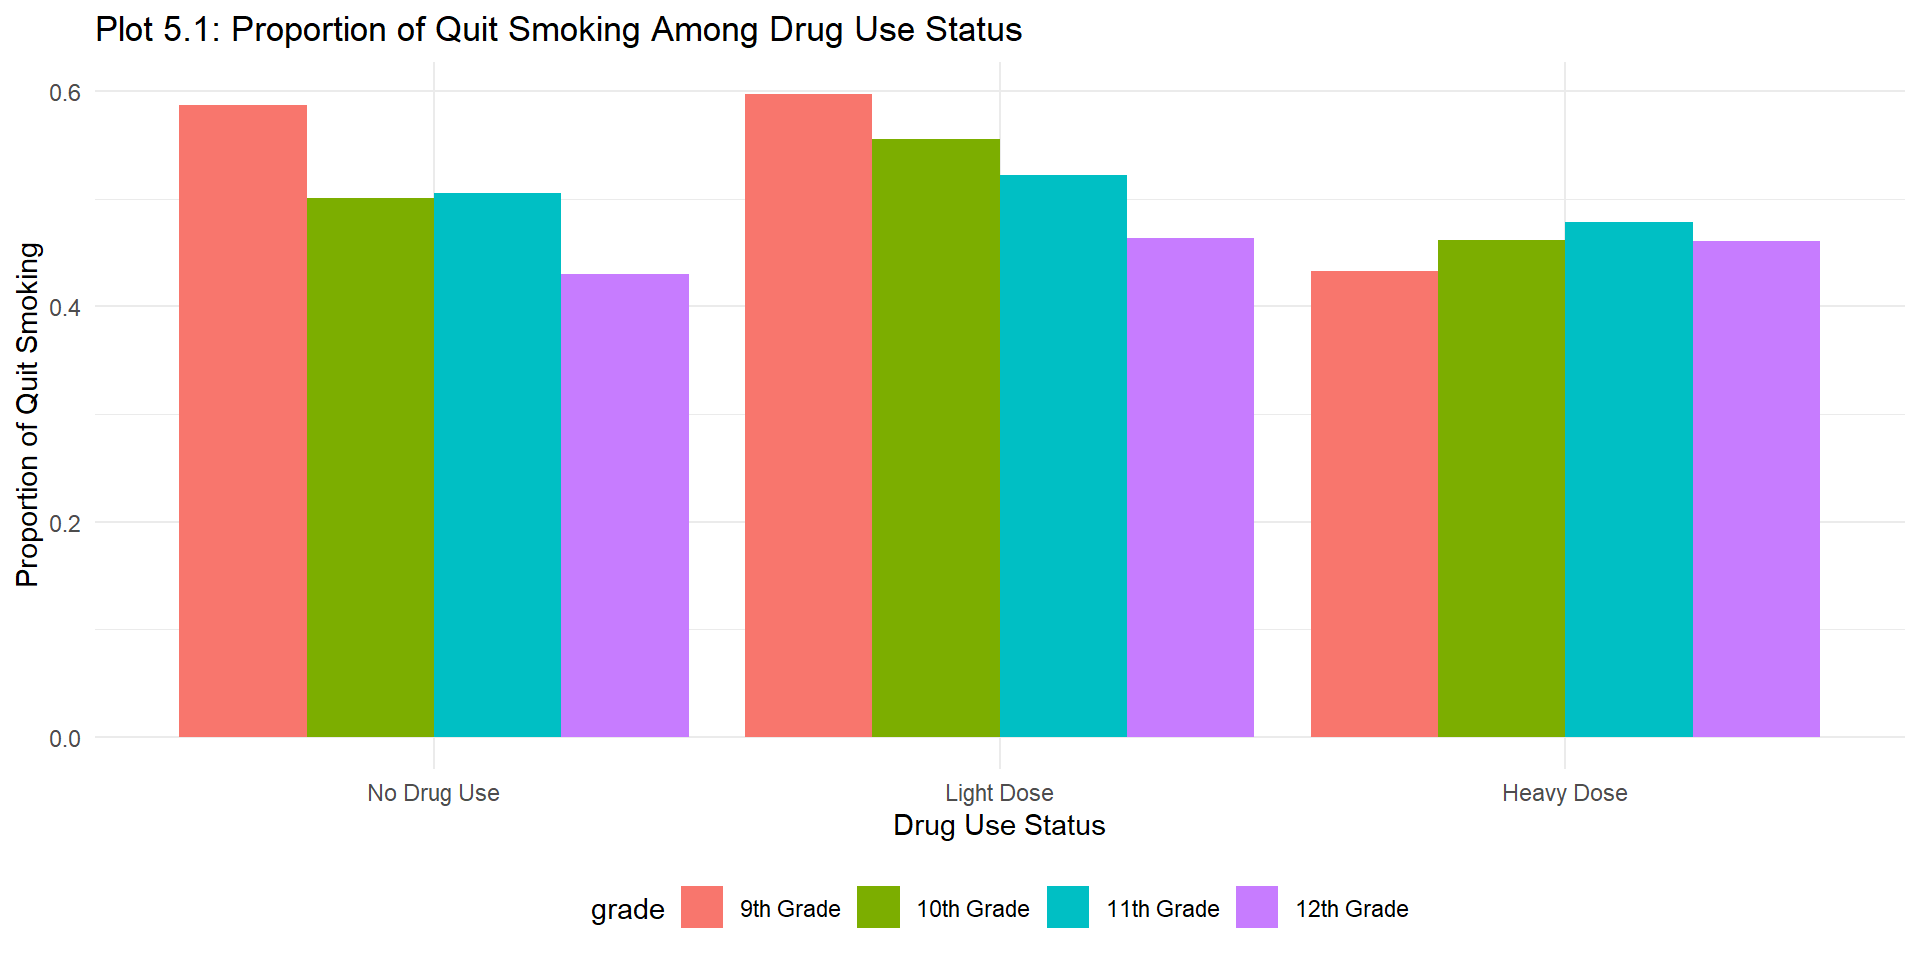 Plot 5.1: Proportion of Quit Smoking Among Drug Use Status
Proportion of Quit Smoking
0.6
0.4
0.2
0.0
No Drug Use
Light Dose
Heavy Dose
Drug Use Status
grade
9th Grade
10th Grade
11th Grade
12th Grade